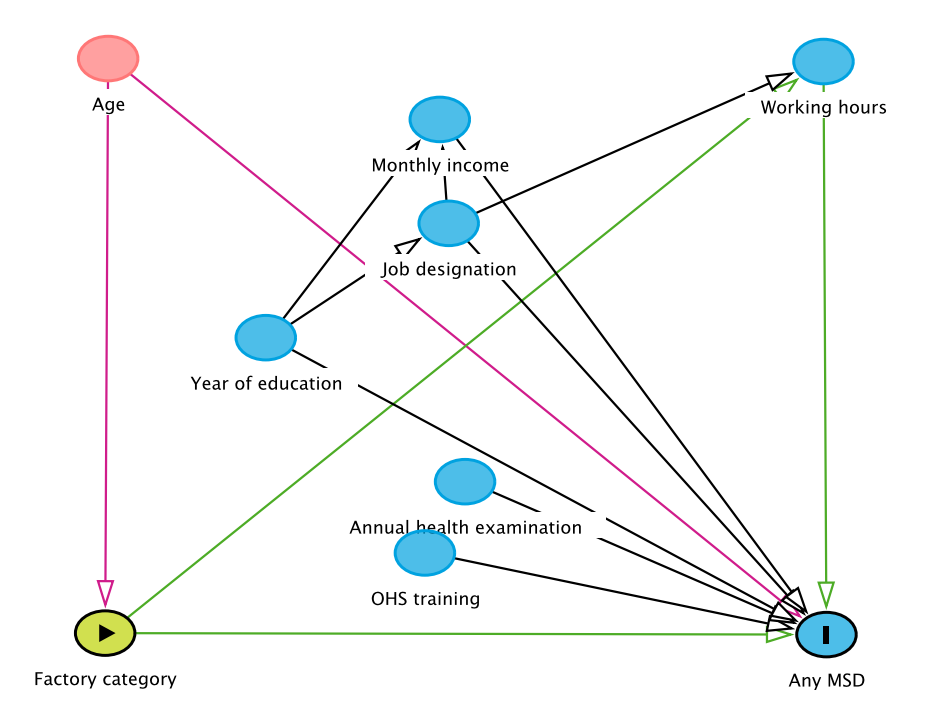 Age
Working hours
Monthly income
Job designation
Year of education
Annual health examination
OHS training
Factory category
Any MSD